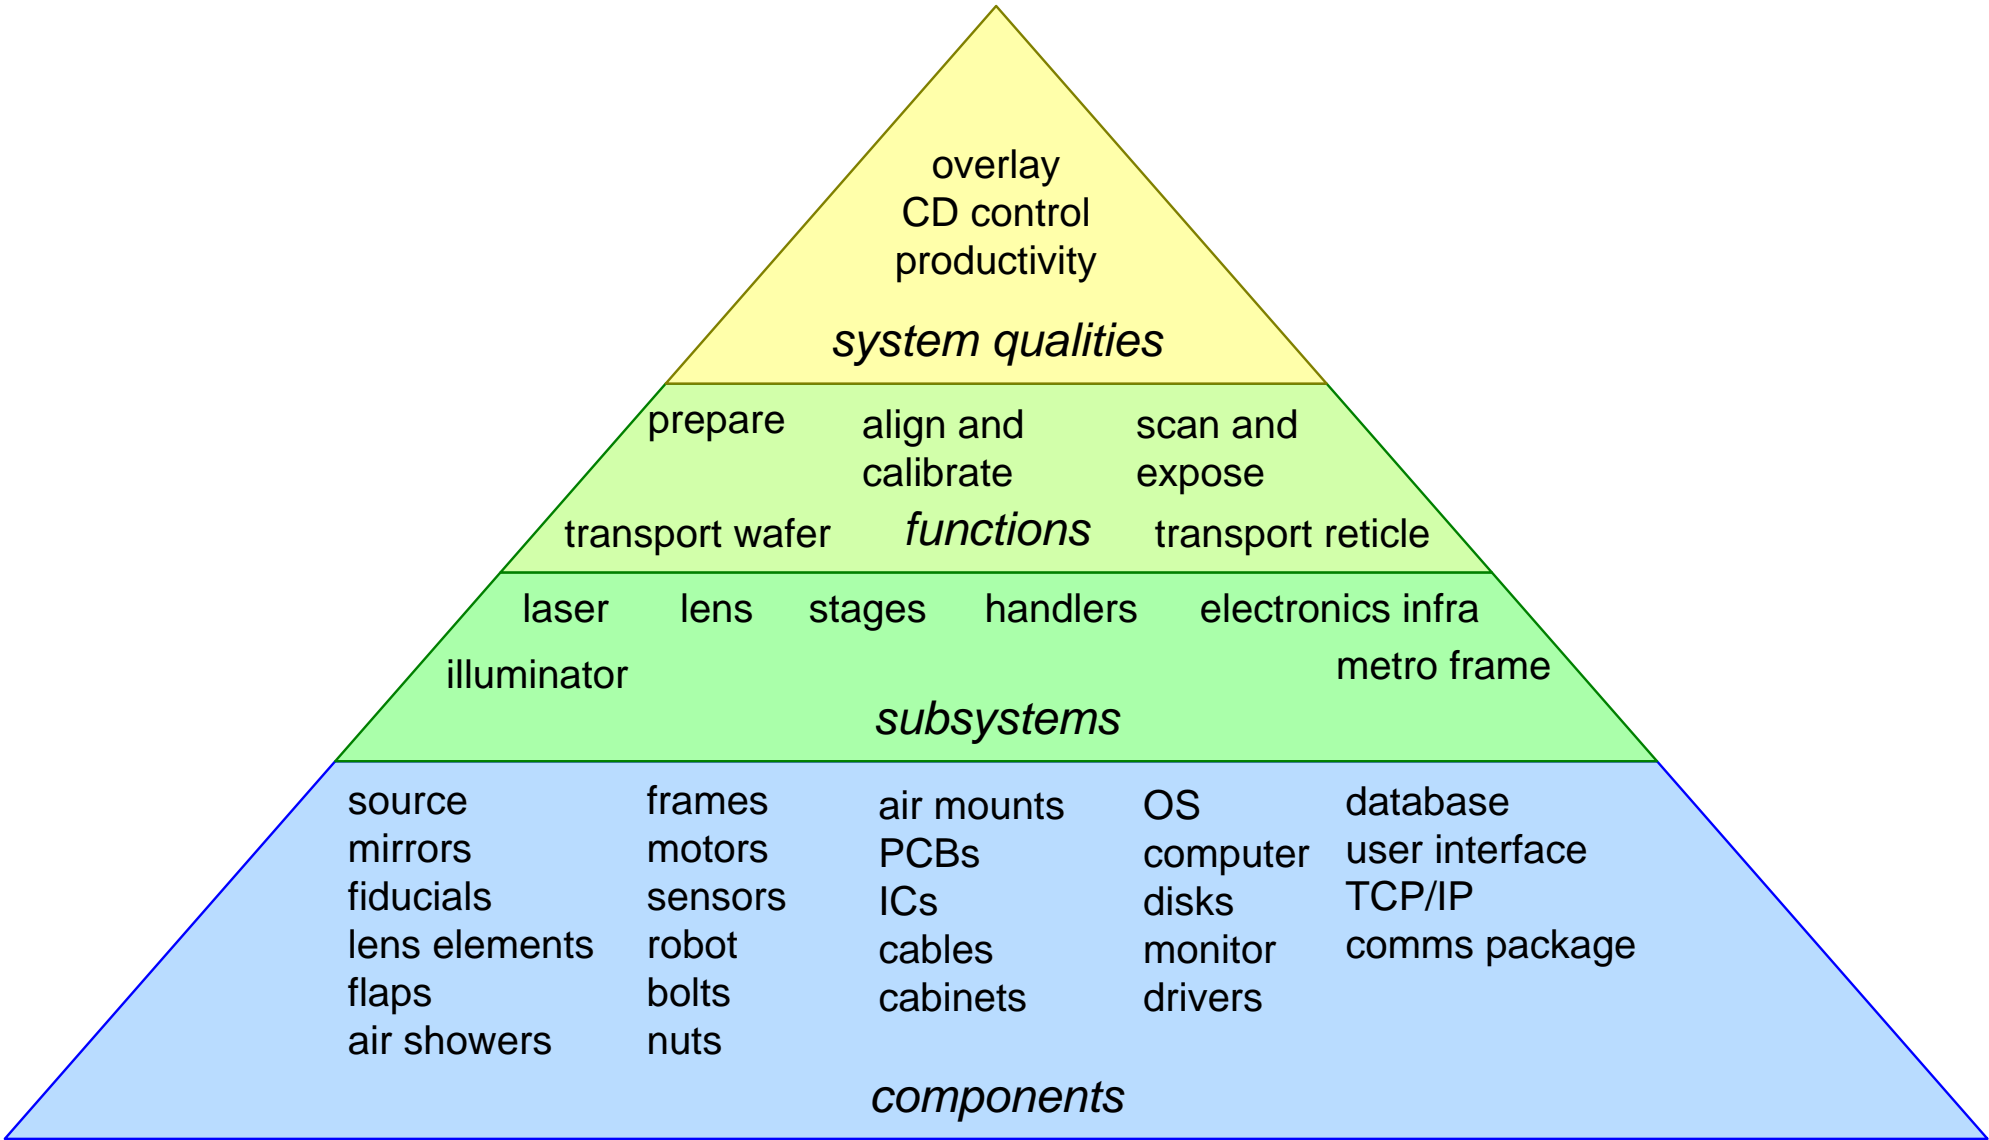 overlay
CD control
productivity
system qualities
prepare
align and
calibrate
scan and
expose
transport wafer
functions
transport reticle
laser
lens
stages
handlers
electronics infra
illuminator
metro frame
subsystems
source
mirrors
fiducials
lens elements
flaps
air showers
frames
motors
sensors
robot
bolts
nuts
air mounts
PCBs
ICs
cables
cabinets
OS
computer
disks
monitor
drivers
database
user interface
TCP/IP
comms package
components